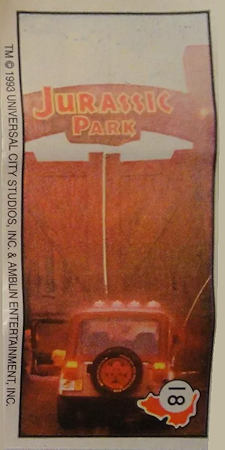 JURASSIC
PARK
TM © 1993 UNIVERSAL CITY STUDIOS, INC. & AMBLIN ENTERTAINMENT, INC.
18